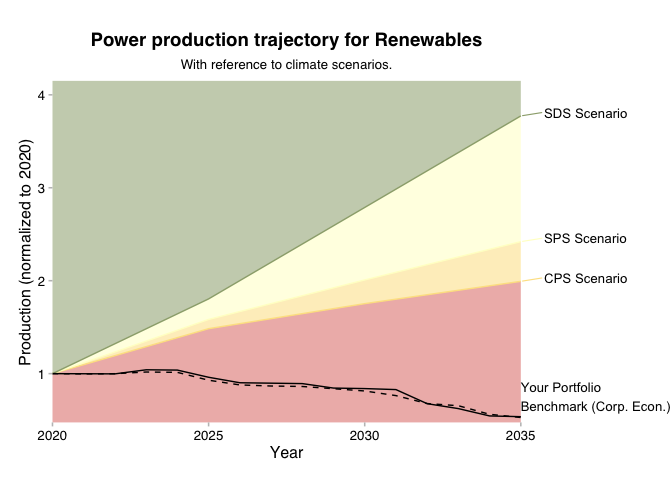 Power production trajectory for Renewables
With reference to climate scenarios.
Production (normalized to 2020)
4
3
2
1
SDS Scenario
SPS Scenario
CPS Scenario
Your Portfolio
Benchmark (Corp. Econ.)
2020
2025
2030
2035
Year